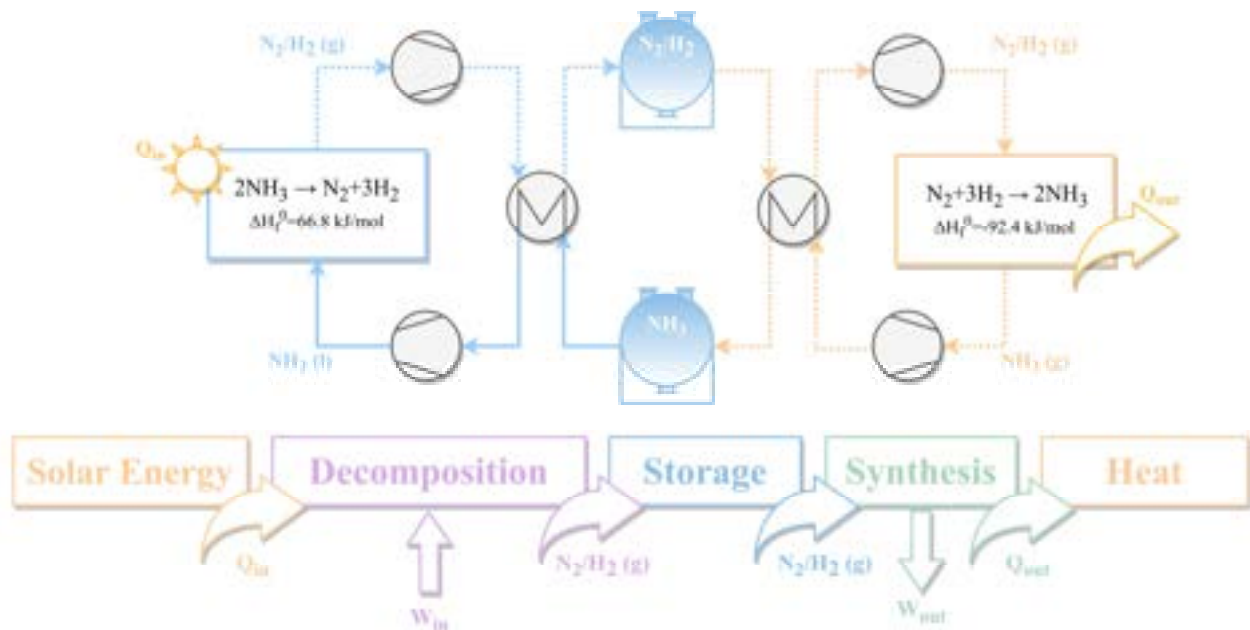 N₂/H₂ (g)
N₂/H₂
N₂/H₂ (g)
Qin
2NH₃ → N₂+3H₂
ΔHf⁰=66.8 kJ/mol
N₂+3H₂ → 2NH₃
ΔHf⁰=-92.4 kJ/mol
Qout
NH₃ (l)
NH₃
NH₃ (g)
Solar Energy
Decomposition
Storage
Synthesis
Heat
Qin
N₂/H₂ (g)
N₂/H₂ (g)
Qout
Win
Wout